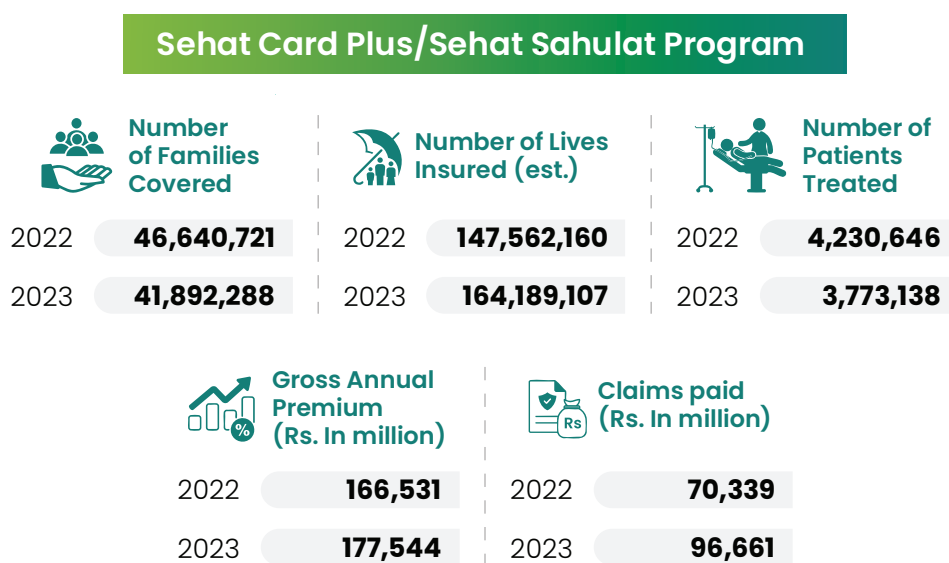 Sehat Card Plus/Sehat Sahulat Program
Number
of Families
Covered
2022 46,640,721
2023 41,892,288
Number of Lives
Insured (est.)
2022 147,562,160
2023 164,189,107
Number of
Patients
Treated
2022 4,230,646
2023 3,773,138
Gross Annual
Premium
(Rs. In million)
%
2022 166,531
2023 177,544
Claims paid
(Rs. In million)
Rs
2022 70,339
2023 96,661